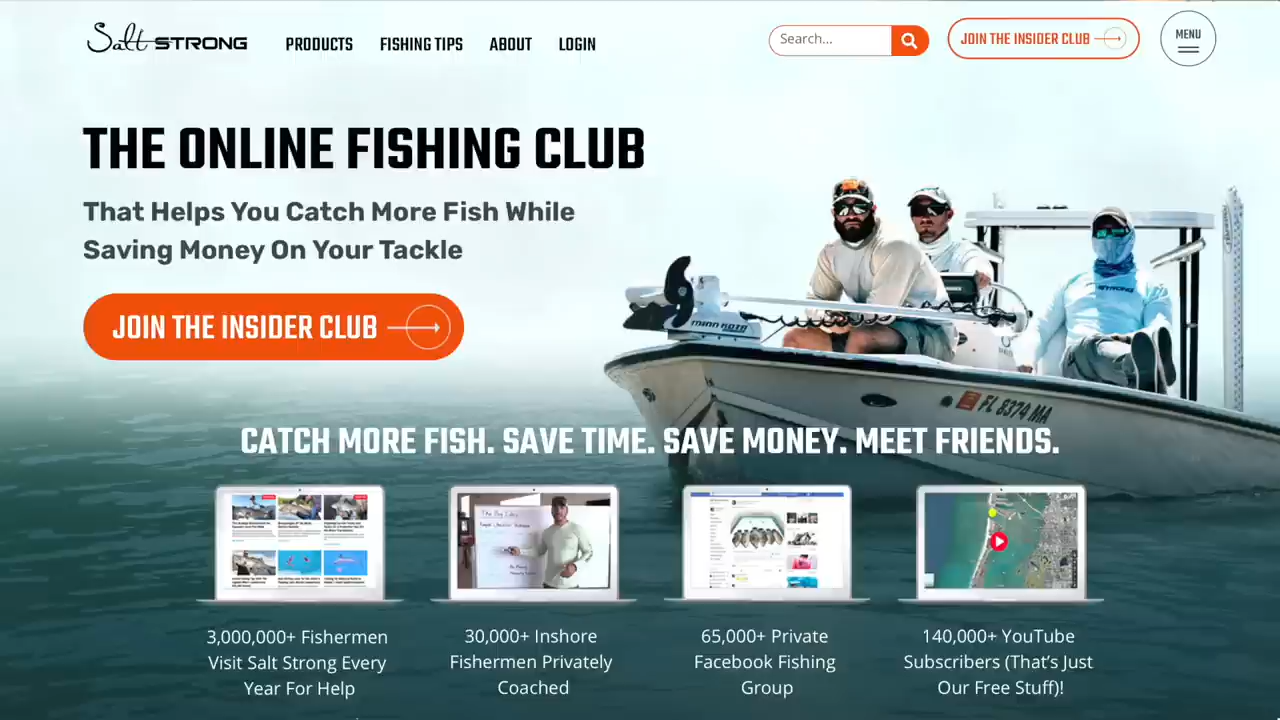 Salt STRONG
PRODUCTS
FISHING TIPS
ABOUT
LOGIN
Search...
JOIN THE INSIDER CLUB
MENU
THE ONLINE FISHING CLUB
That Helps You Catch More Fish While
Saving Money On Your Tackle
JOIN THE INSIDER CLUB
MINN KOTA
STRONG
FL 8374 MA
CATCH MORE FISH. SAVE TIME. SAVE MONEY. MEET FRIENDS.
The Big Idea
3,000,000+ Fishermen
Visit Salt Strong Every
Year For Help
30,000+ Inshore
Fishermen Privately
Coached
65,000+ Private
Facebook Fishing
Group
140,000+ YouTube
Subscribers (That's Just
Our Free Stuff)!